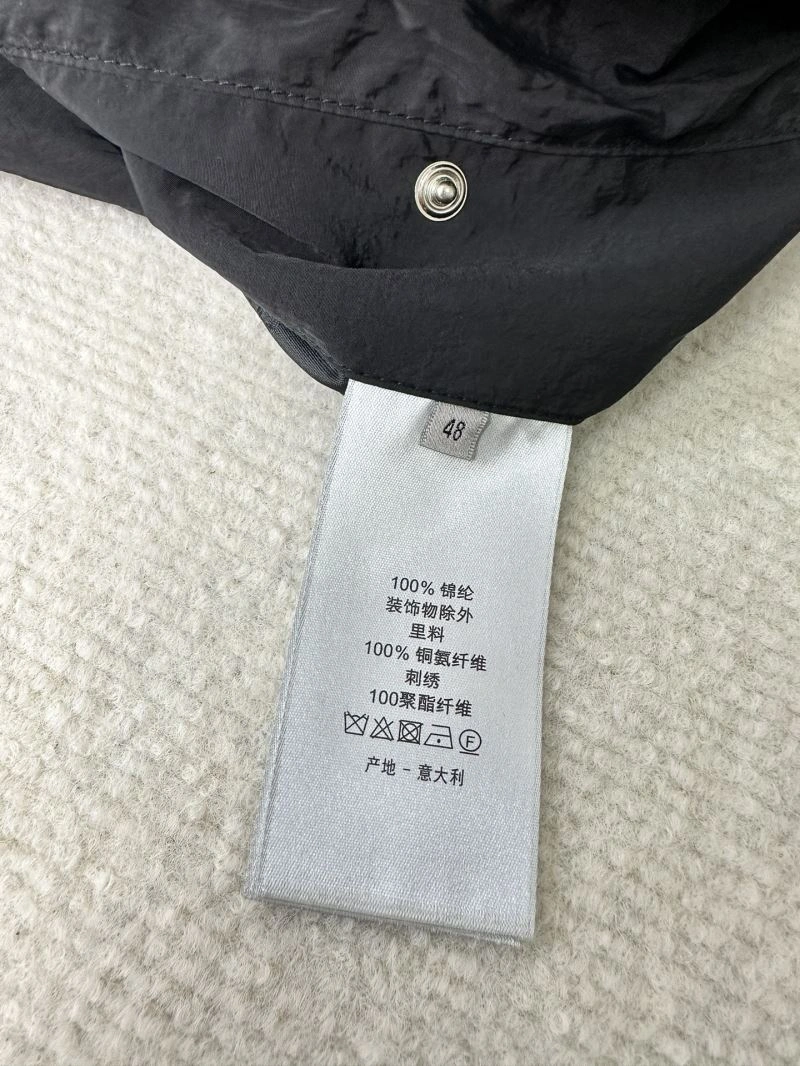 48
100% 锦纶
装饰物除外
里料
100% 铜氨纤维
刺绣
100聚酯纤维
F
产地 - 意大利